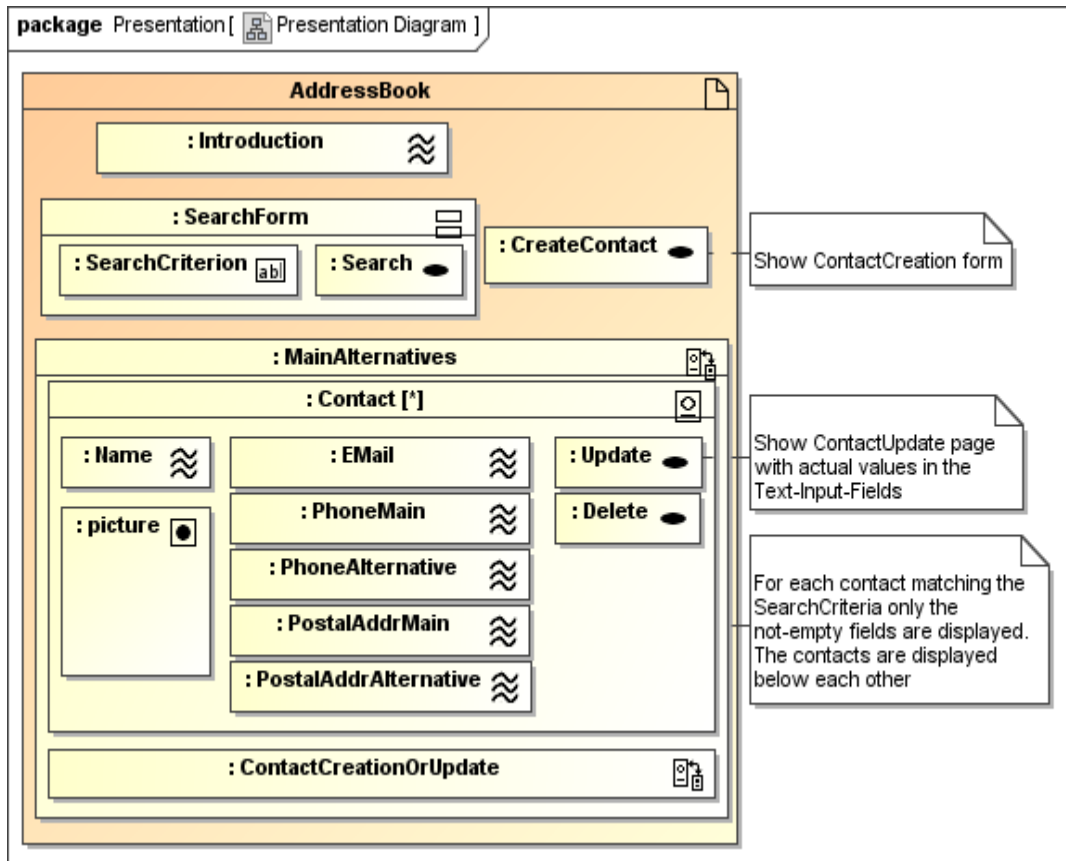 package Presentation [ Presentation Diagram ]
AddressBook
: Introduction
: SearchForm
: SearchCriterion ab|
: Search
: CreateContact
Show ContactCreation form
: MainAlternatives
: Contact [*]
: Name
: EMail
: Update
Show ContactUpdate page
with actual values in the
Text-Input-Fields
: picture
: PhoneMain
: Delete
: PhoneAlternative
: PostalAddrMain
: PostalAddrAlternative
For each contact matching the
SearchCriteria only the
not-empty fields are displayed.
The contacts are displayed
below each other
: ContactCreationOrUpdate